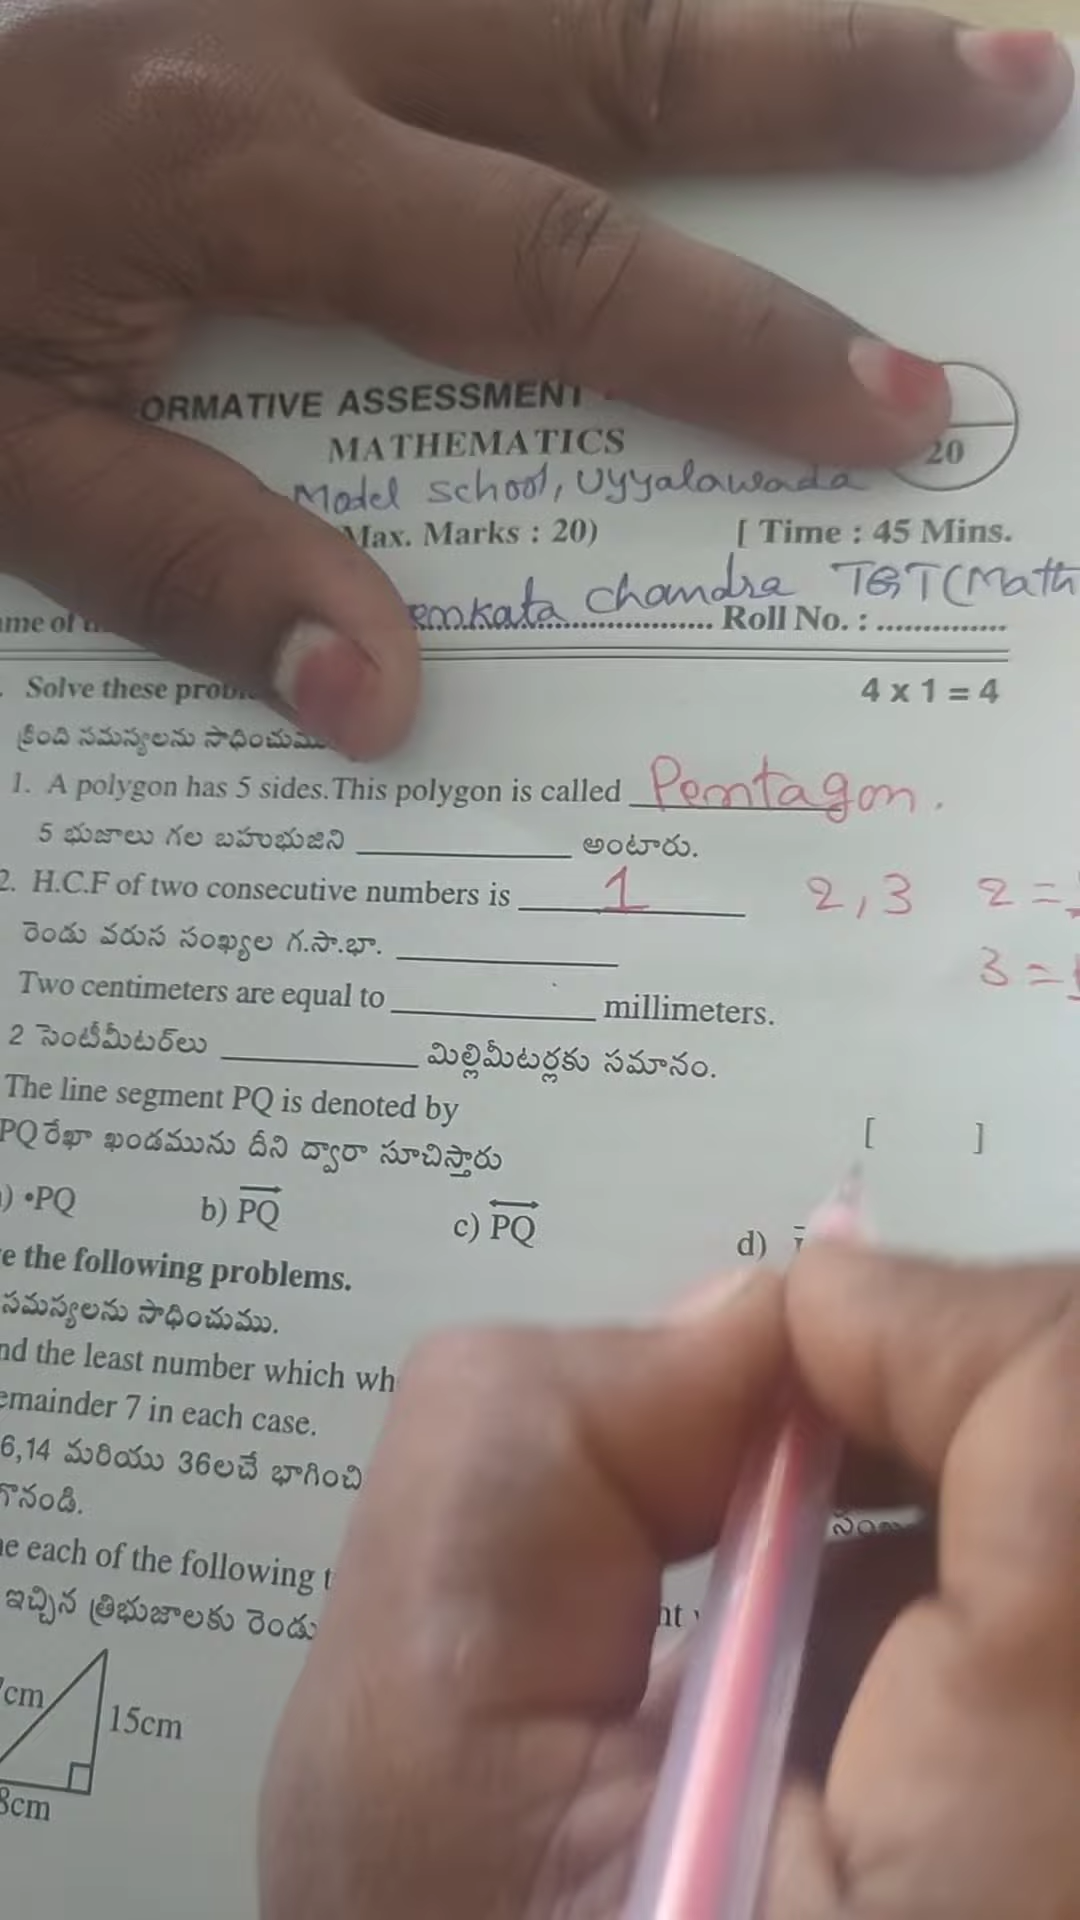 ORMATIVE ASSESSMENT
MATHEMATICS
20
Model School, Uyyalawada
Max. Marks : 20) [ Time : 45 Mins.
emkata chandra TGT(Math
me of Roll No. : ..............
Solve these 4 x 1 = 4
క్రింది సమస్యలను సాధించుము
1. A polygon has 5 sides.This polygon is called Pentagon.
5 భుజాలు గల బహుభుజిని __________ అంటారు.
2. H.C.F of two consecutive numbers is 1 2, 3 2 =
రెండు వరుస సంఖ్యల గ.సా.భా. __________ 3 =
Two centimeters are equal to __________ millimeters.
2 సెంటీమీటర్‌లు __________ మిల్లిమీటర్లకు సమానం.
The line segment PQ is denoted by
PQ రేఖా ఖండమును దీని ద్వారా సూచిస్తారు [ ]
) •PQ b) PQ c) PQ d)
e the following problems.
సమస్యలను సాధించుము.
nd the least number which wh
emainder 7 in each case.
6,14 మరియు 36లచే భాగించి
గొనండి.
e each of the following t
ఇచ్చిన త్రిభుజాలకు రెండు
cm
15cm
8cm